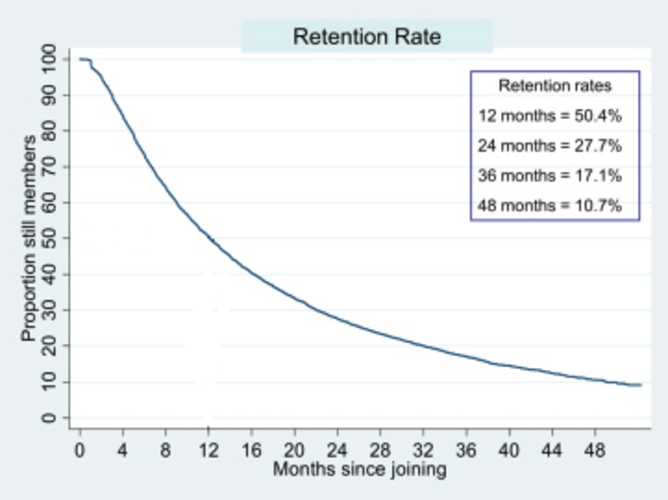 Retention Rate
Retention rates
12 months = 50.4%
24 months = 27.7%
36 months = 17.1%
48 months = 10.7%
Proportion still members
100
90
80
70
60
50
40
30
20
10
0
0 4 8 12 16 20 24 28 32 36 40 44 48
Months since joining